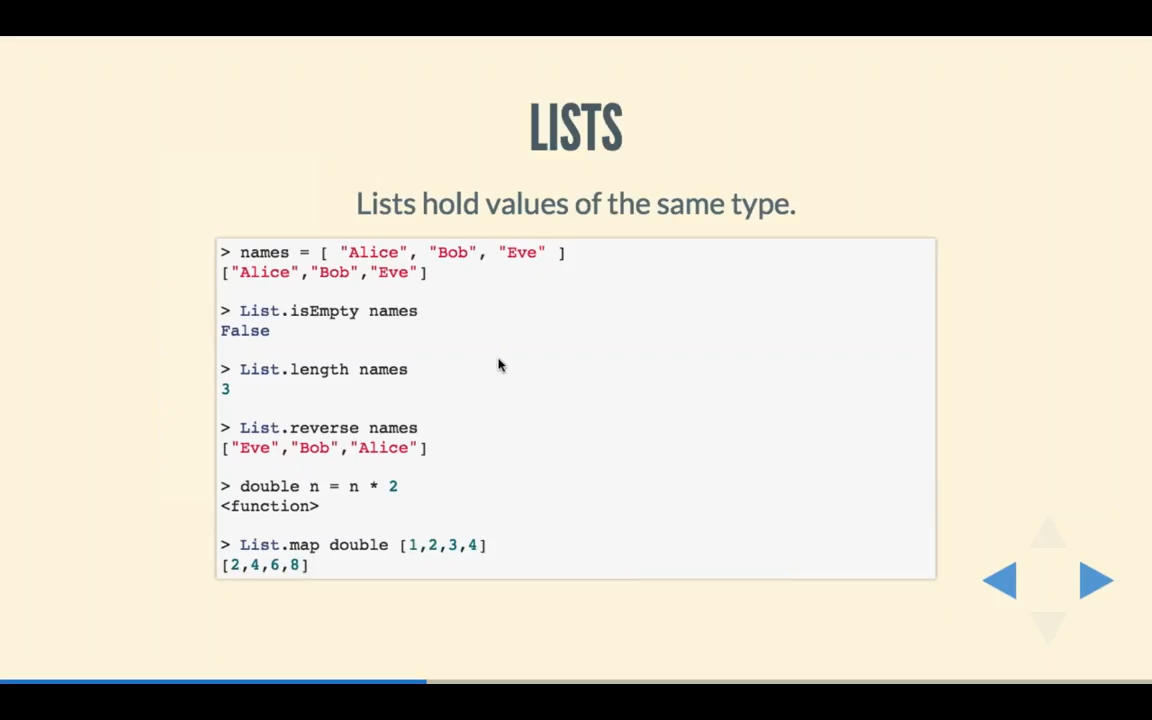 LISTS
Lists hold values of the same type.
> names = [ "Alice", "Bob", "Eve" ]
["Alice","Bob","Eve"]
> List.isEmpty names
False
> List.length names
3
> List.reverse names
["Eve","Bob","Alice"]
> double n = n * 2
<function>
> List.map double [1,2,3,4]
[2,4,6,8]